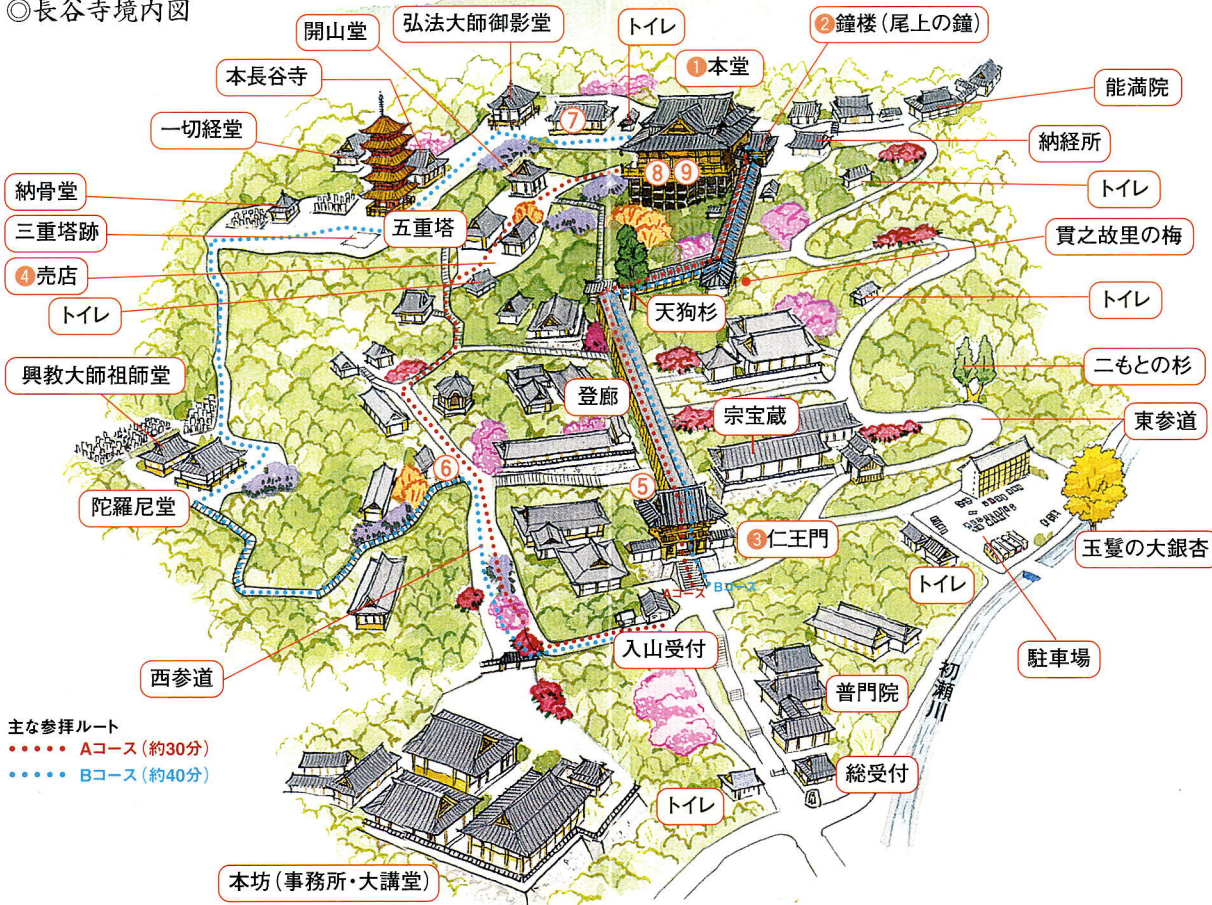 ◎長谷寺境内図
開山堂
弘法大師御影堂
トイレ
❷鐘楼(尾上の鐘)
❶本堂
本長谷寺
能満院
一切経堂
⑦
納経所
納骨堂
⑧ ⑨
トイレ
三重塔跡
五重塔
貫之故里の梅
❹売店
トイレ
天狗杉
トイレ
興教大師祖師堂
登廊
二もとの杉
宗宝蔵
東参道
⑥
⑤
陀羅尼堂
❸仁王門
玉鬘の大銀杏
トイレ
Aコース
Bコース
入山受付
駐車場
西参道
普門院
初瀬川
主な参拝ルート
Aコース(約30分)
Bコース(約40分)
総受付
トイレ
本坊(事務所・大講堂)